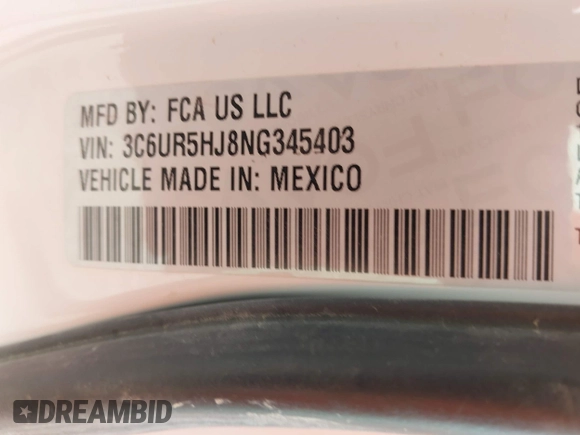 MFD BY: FCA US LLC
VIN: 3C6UR5HJ8NG345403
VEHICLE MADE IN: MEXICO
DREAMBID